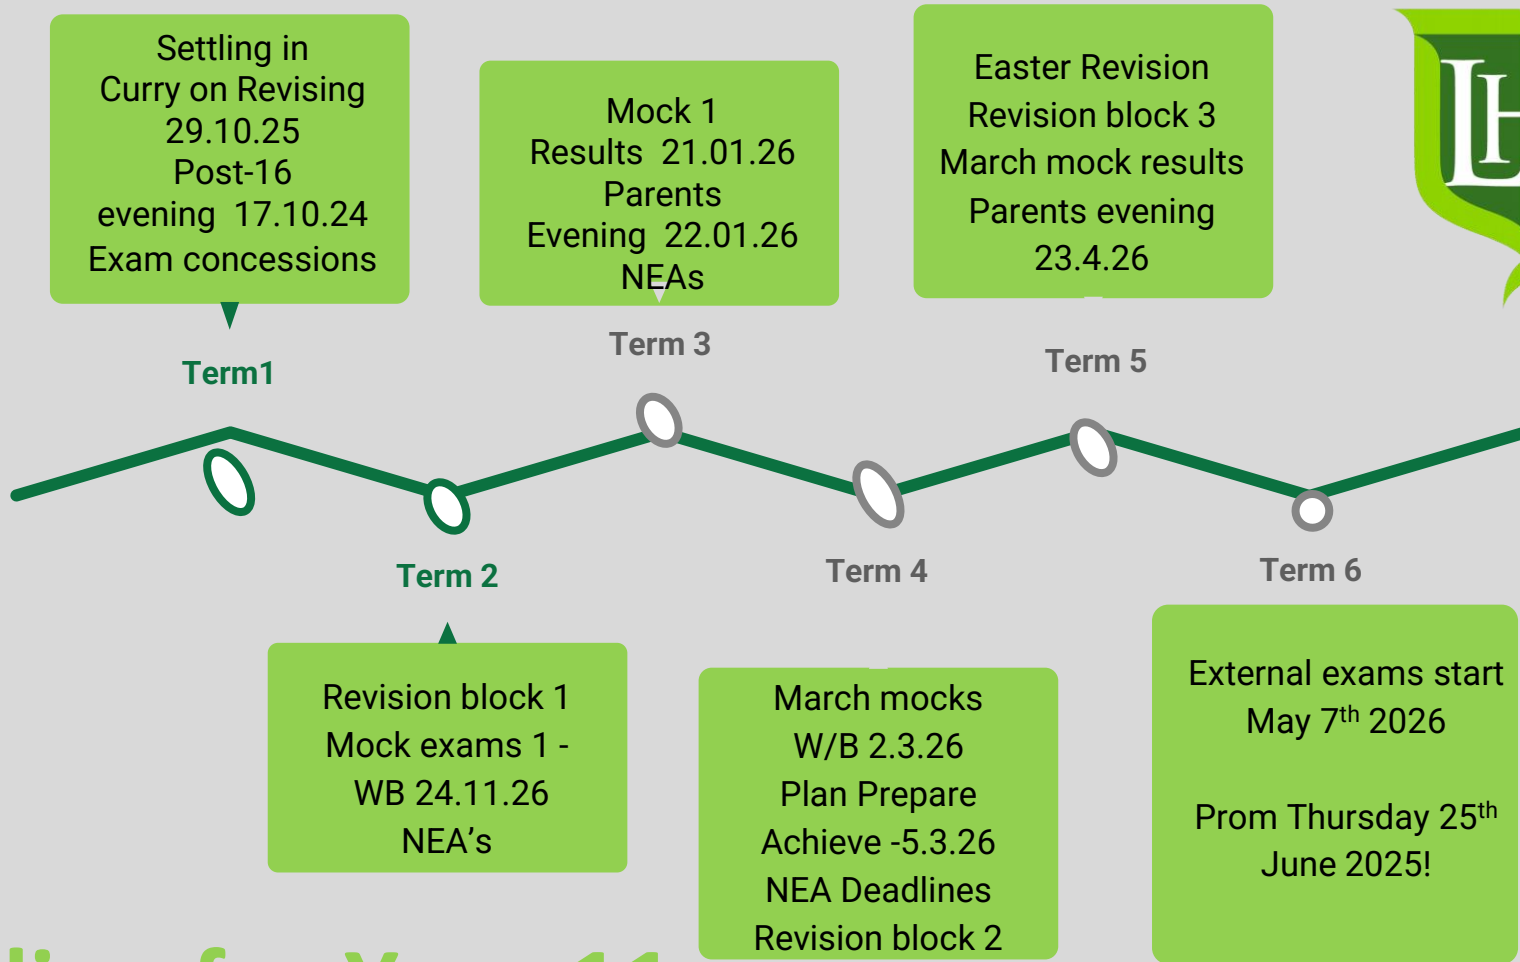 Settling in
Curry on Revising
29.10.25
Post-16
evening 17.10.24
Exam concessions
Term1
Mock 1
Results 21.01.26
Parents
Evening 22.01.26
NEAs
Term 3
Easter Revision
Revision block 3
March mock results
Parents evening
23.4.26
Term 5
LH
Term 2
Revision block 1
Mock exams 1 -
WB 24.11.26
NEA’s
Term 4
March mocks
W/B 2.3.26
Plan Prepare
Achieve -5.3.26
NEA Deadlines
Revision block 2
Term 6
External exams start
May 7th 2026
Prom Thursday 25th
June 2025!